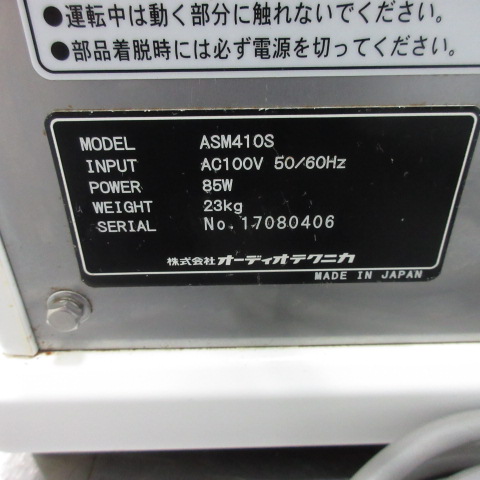 ●運転中は動く部分に触れないでください。
●部品着脱時には必ず電源を切ってください。
MODEL ASM410S
INPUT AC100V 50/60Hz
POWER 85W
WEIGHT 23kg
SERIAL No.17080406
株式会社オーディオテクニカ
MADE IN JAPAN